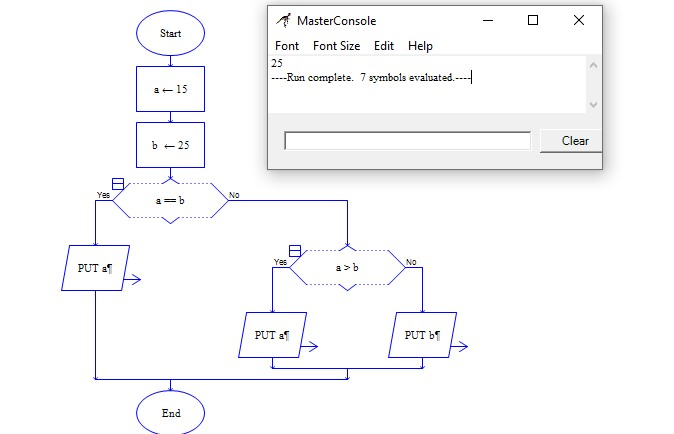 MasterConsole
Font Font Size Edit Help
25
----Run complete. 7 symbols evaluated.----
Clear
Start
a ← 15
b ← 25
Yes
a == b
No
PUT a¶
Yes
a > b
No
PUT a¶
PUT b¶
End